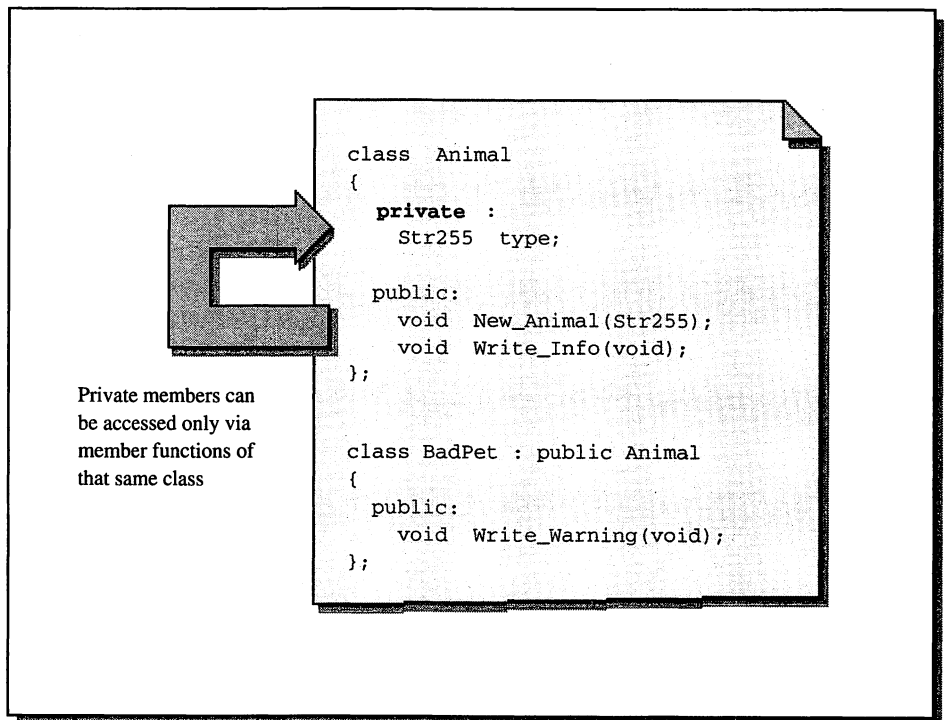 class Animal
{
private :
Str255 type;
public:
void New_Animal(Str255);
void Write_Info(void);
};
Private members can
be accessed only via
member functions of
that same class
class BadPet : public Animal
{
public:
void Write_Warning(void);
};